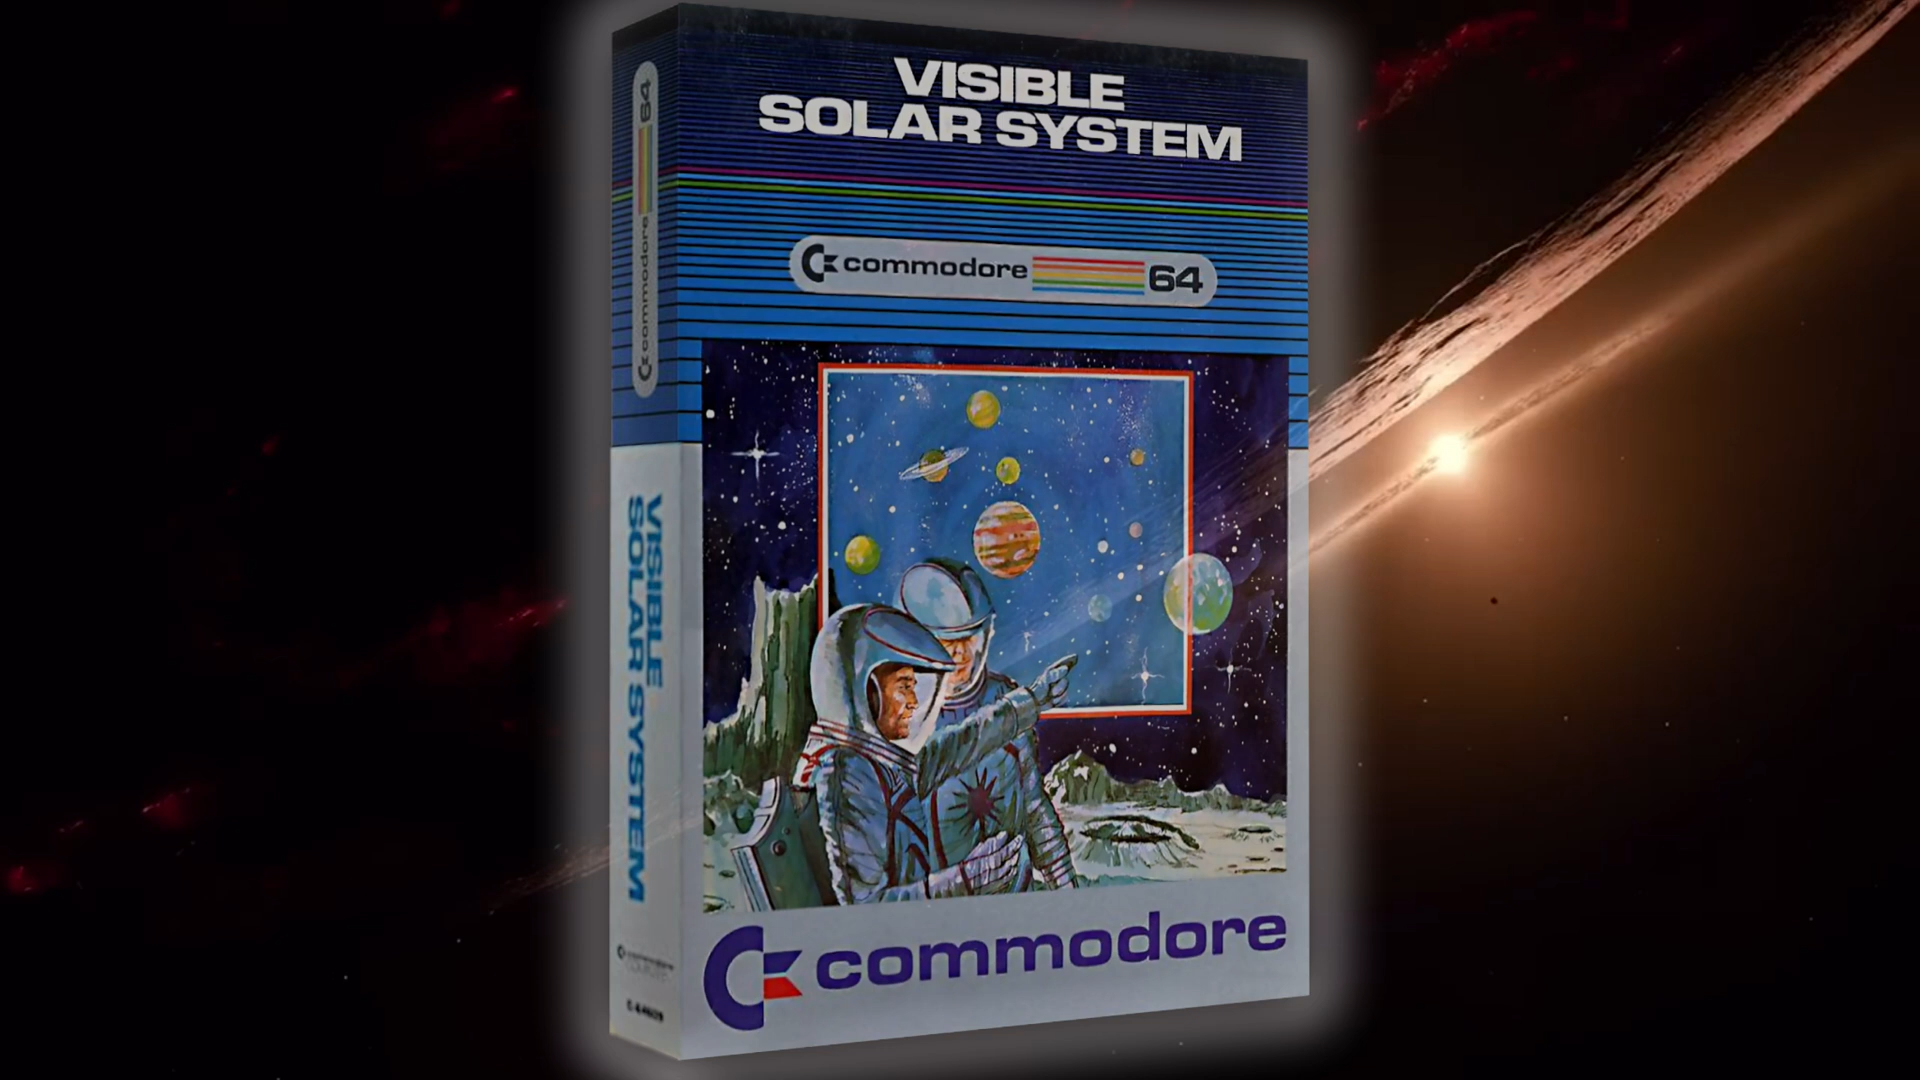 VISIBLE
SOLAR SYSTEM
commodore 64
commodore
commodore 64
VISIBLE
SOLAR SYSTEM